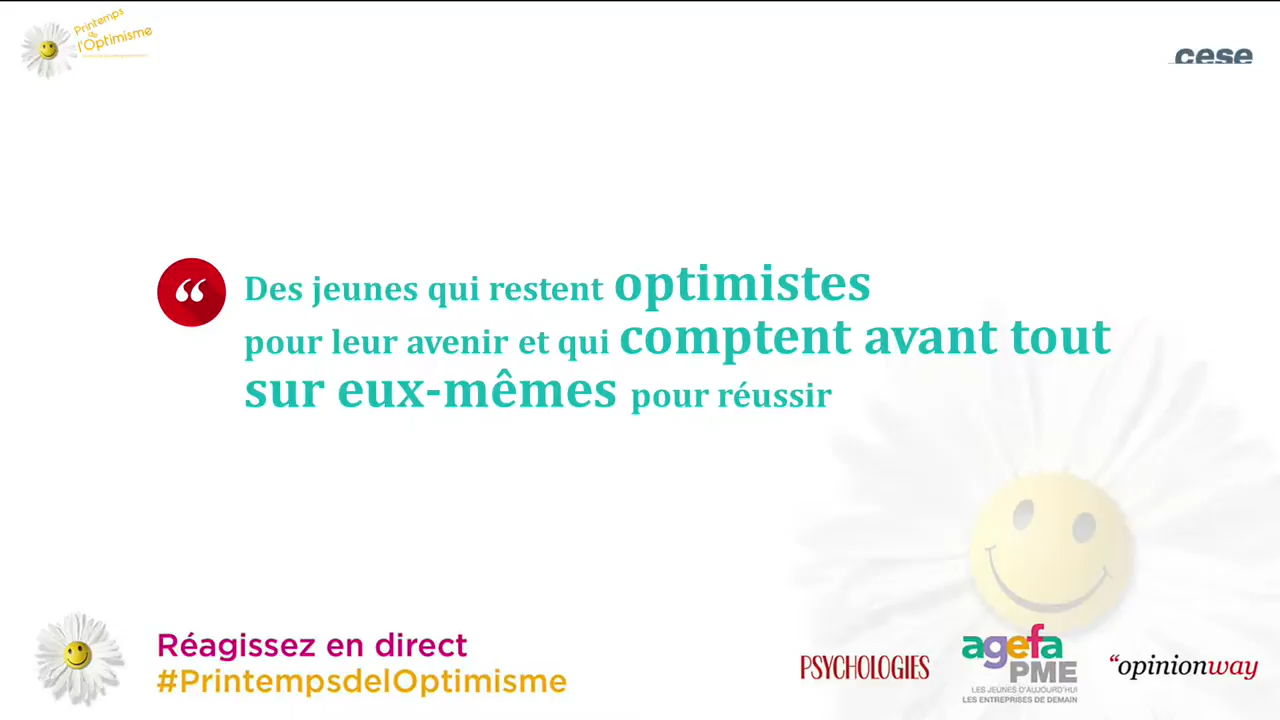 Printemps
de
l'Optimisme
cese
“
Des jeunes qui restent optimistes
pour leur avenir et qui comptent avant tout
sur eux-mêmes pour réussir
Réagissez en direct
#PrintempsdelOptimisme
PSYCHOLOGIES
agefa
PME
LES JEUNES D'AUJOURD'HUI
LES ENTREPRISES DE DEMAIN
“opinionway